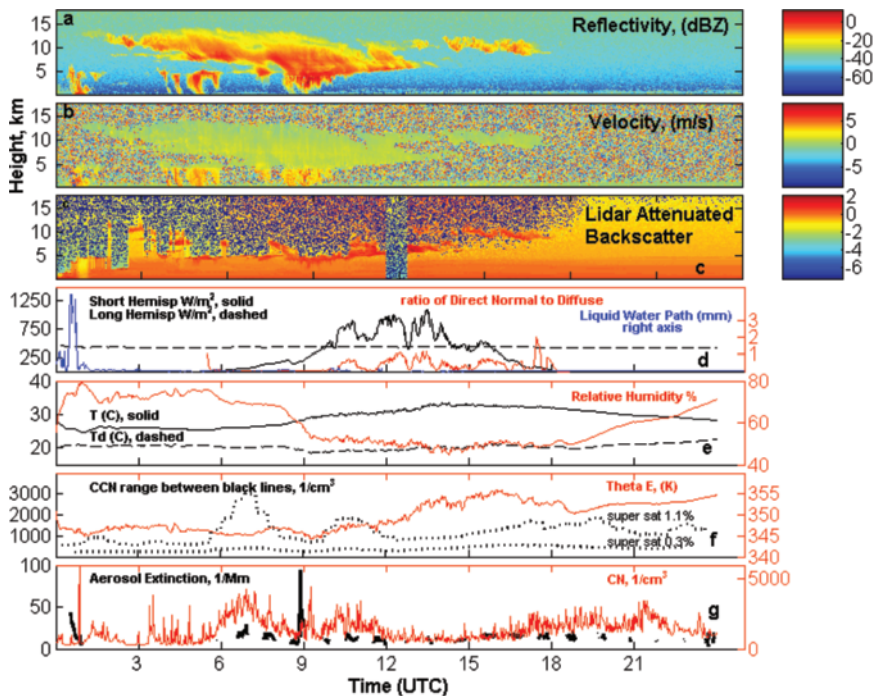 a
Reflectivity, (dBZ)
15
10
5
0
-20
-40
-60
Height, km
b
Velocity, (m/s)
15
10
5
5
0
-5
Lidar Attenuated
Backscatter
c
15
10
5
2
0
-2
-4
-6
1250
750
250
Short Hemisp W/m², solid
Long Hemisp W/m², dashed
ratio of Direct Normal to Diffuse
Liquid Water Path (mm)
right axis
3
2
1
d
40
30
20
T (C), solid
Td (C), dashed
Relative Humidity %
80
60
40
e
3000
2000
1000
CCN range between black lines, 1/cm³
Theta E, (K)
super sat 1.1%
super sat 0.3%
355
350
345
340
f
100
50
0
Aerosol Extinction, 1/Mm
CN, 1/cm³
5000
0
g
3
6
9
12
15
18
21
Time (UTC)